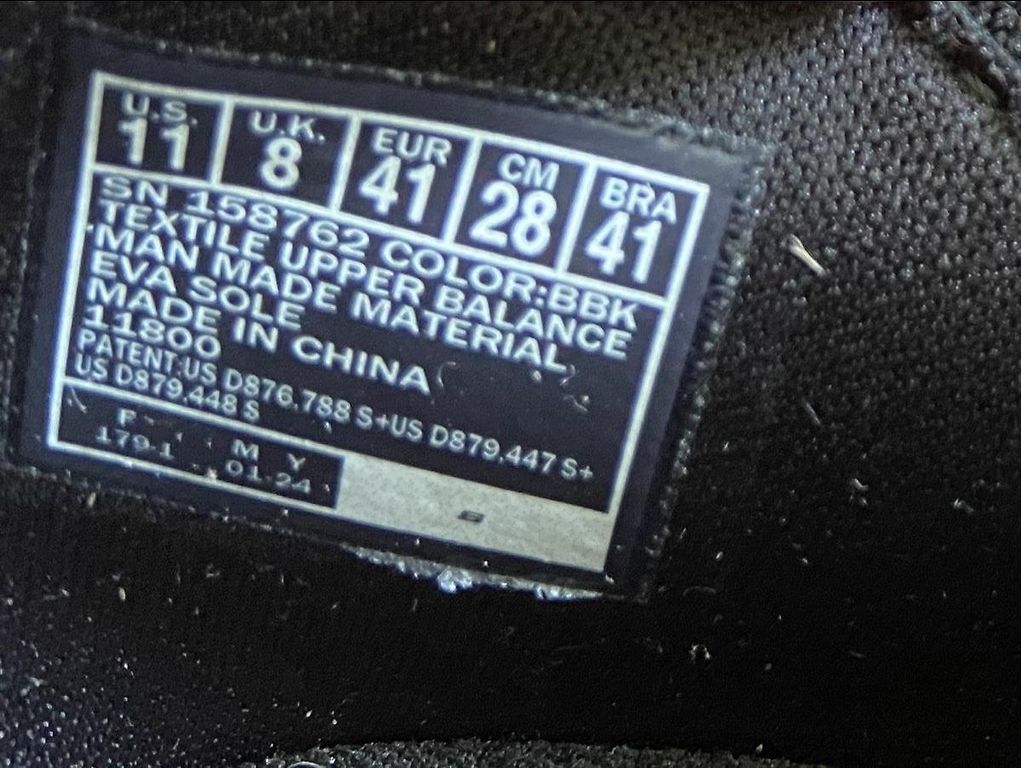 U.S. U.K. EUR CM BRA
11 8 41 28 41
SN 158762 COLOR:BBK
TEXTILE UPPER BALANCE
MAN MADE MATERIAL
EVA SOLE
MADE IN CHINA
11800
PATENT:US D876,788 S+US D879,447 S+
US D879,448 S
F M Y
179-1 01-24